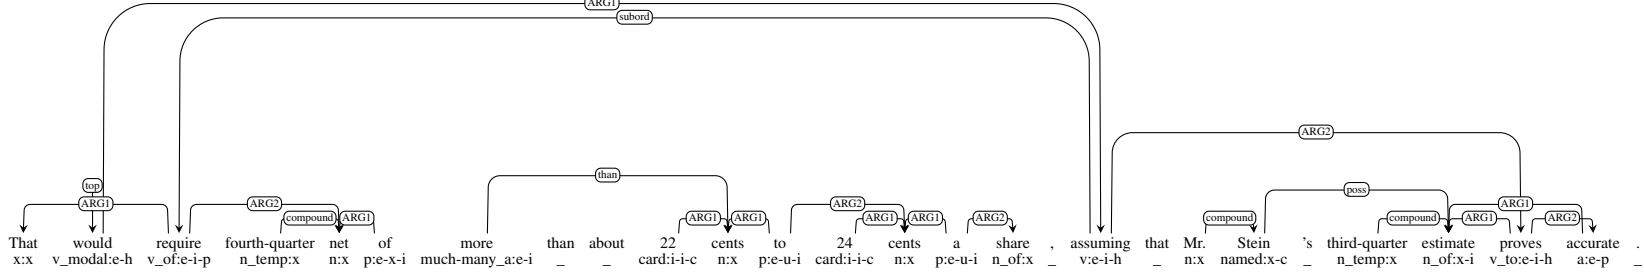 ARG1
subord
ARG2
than
top
poss
ARG1 ARG2 ARG2 ARG1
compound ARG1 ARG1 ARG1 ARG1 ARG1 ARG2 compound compound ARG1 ARG2
That would require fourth-quarter net of more than about 22 cents to 24 cents a share , assuming that Mr. Stein 's third-quarter estimate proves accurate .
x:x v_modal:e-h v_of:e-i-p n_temp:x n:x p:e-x-i much-many_a:e-i _ _ card:i-i-c n:x p:e-u-i card:i-i-c n:x p:e-u-i n_of:x _ v:e-i-h _ n:x named:x-c _ n_temp:x n_of:x-i v_to:e-i-h a:e-p _